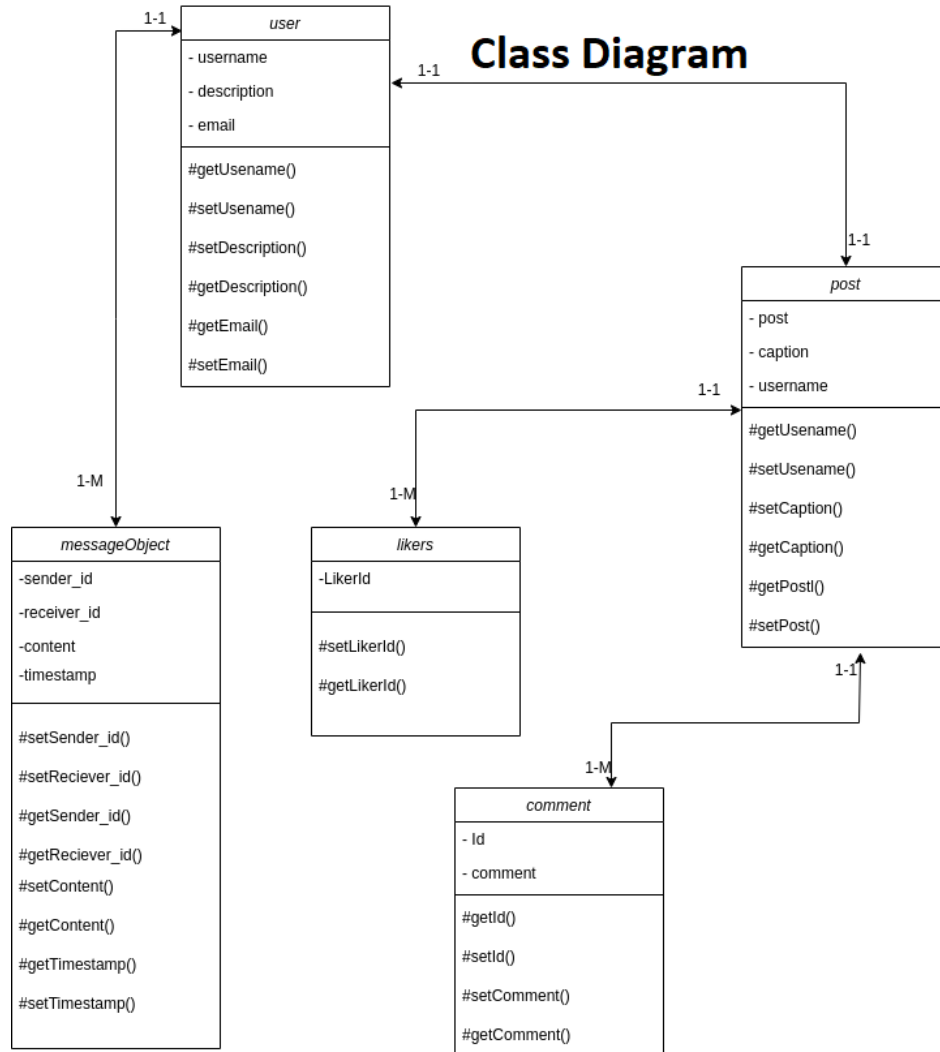 Class Diagram
1-1
user
- username
- description
- email
#getUsename()
#setUsename()
#setDescription()
#getDescription()
#getEmail()
#setEmail()
1-1
1-1
post
- post
- caption
- username
#getUsename()
#setUsename()
#setCaption()
#getCaption()
#getPostl()
#setPost()
1-1
1-M
1-M
messageObject
-sender_id
-receiver_id
-content
-timestamp
#setSender_id()
#setReciever_id()
#getSender_id()
#getReciever_id()
#setContent()
#getContent()
#getTimestamp()
#setTimestamp()
likers
-LikerId
#setLikerId()
#getLikerId()
1-1
1-M
comment
- Id
- comment
#getId()
#setId()
#setComment()
#getComment()